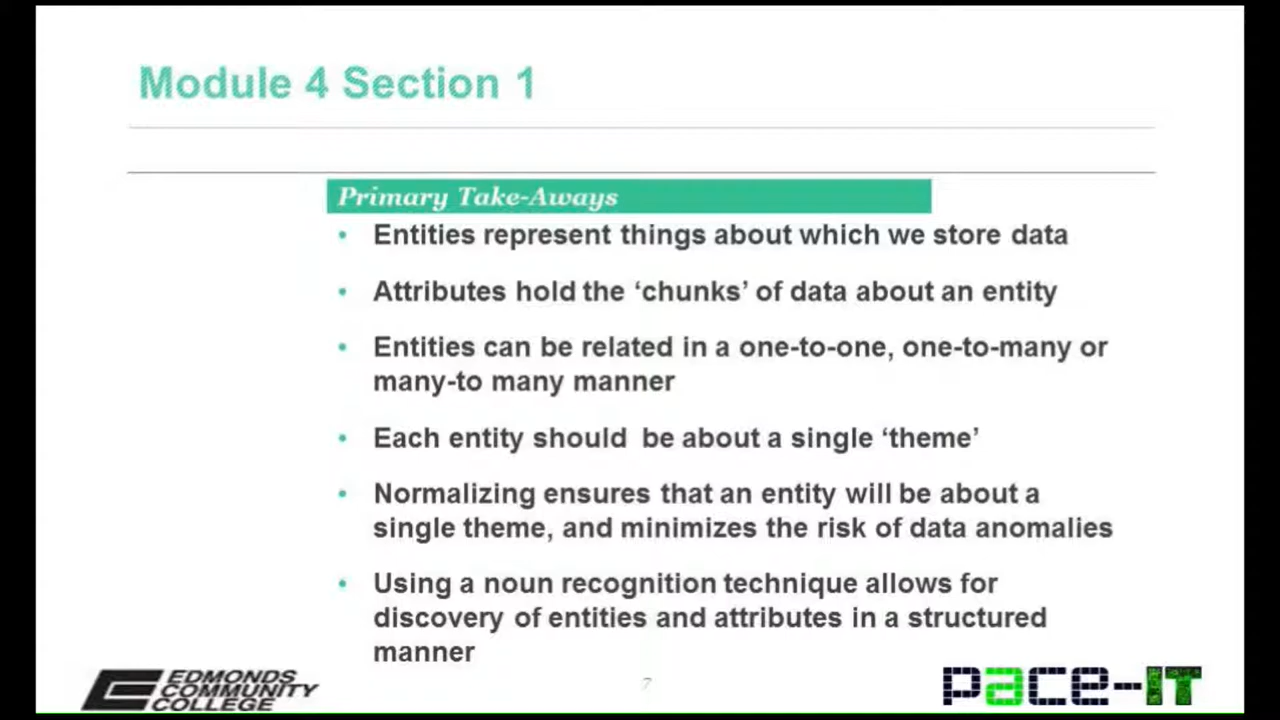 Module 4 Section 1
Primary Take-Aways
• Entities represent things about which we store data
• Attributes hold the ‘chunks’ of data about an entity
• Entities can be related in a one-to-one, one-to-many or
many-to many manner
• Each entity should  be about a single ‘theme’
• Normalizing ensures that an entity will be about a
single theme, and minimizes the risk of data anomalies
• Using a noun recognition technique allows for
discovery of entities and attributes in a structured
manner
EDMONDS
COMMUNITY
COLLEGE
7
pace-IT